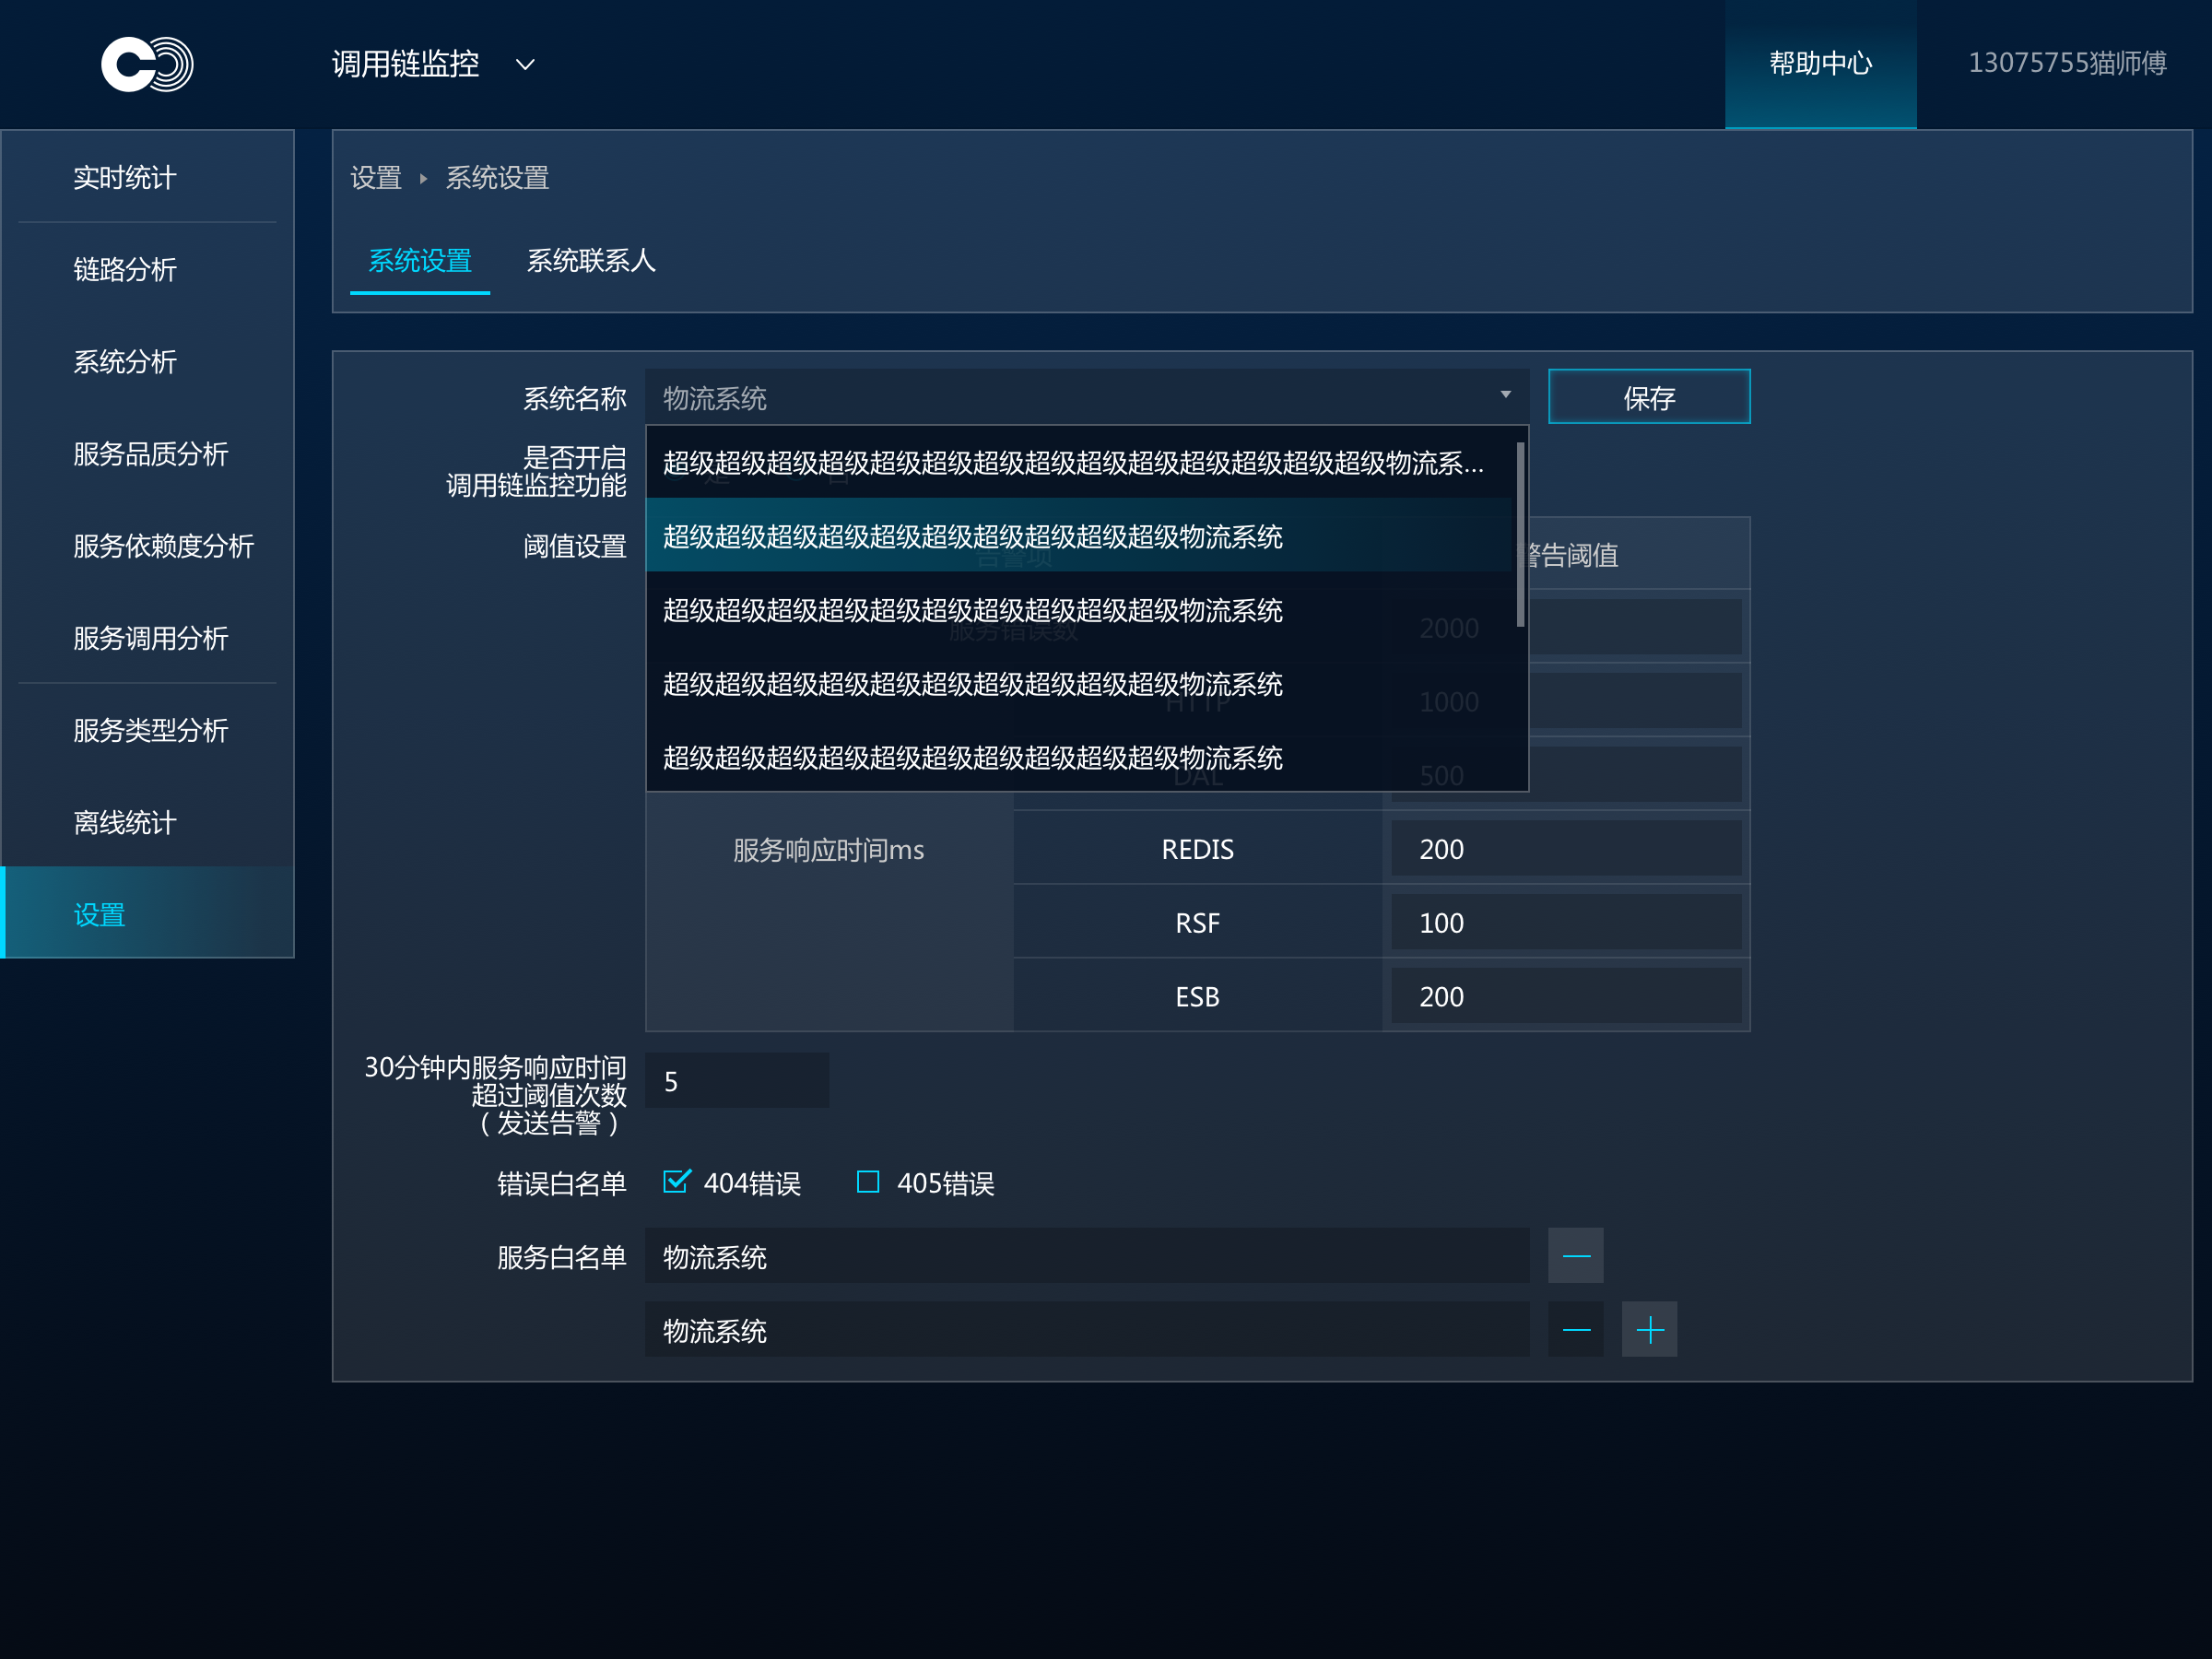 调用链监控
帮助中心
13075755猫师傅
实时统计
链路分析
系统分析
服务品质分析
服务依赖度分析
服务调用分析
服务类型分析
离线统计
设置
设置 系统设置
系统设置 系统联系人
系统名称 物流系统 保存
是否开启
调用链监控功能
是 否
超级超级超级超级超级超级超级超级超级超级超级超级超级超级物流系...
超级超级超级超级超级超级超级超级超级超级物流系统
超级超级超级超级超级超级超级超级超级超级物流系统
超级超级超级超级超级超级超级超级超级超级物流系统
超级超级超级超级超级超级超级超级超级超级物流系统
阈值设置
告警项 警告阈值
服务错误数 2000
HTTP 1000
DAL 500
服务响应时间ms REDIS 200
RSF 100
ESB 200
30分钟内服务响应时间
超过阈值次数
（发送告警）
5
错误白名单 404错误 405错误
服务白名单 物流系统
物流系统